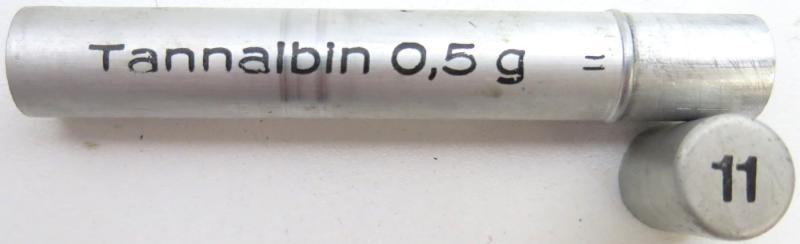 Tannalbin 0,5 g =
11